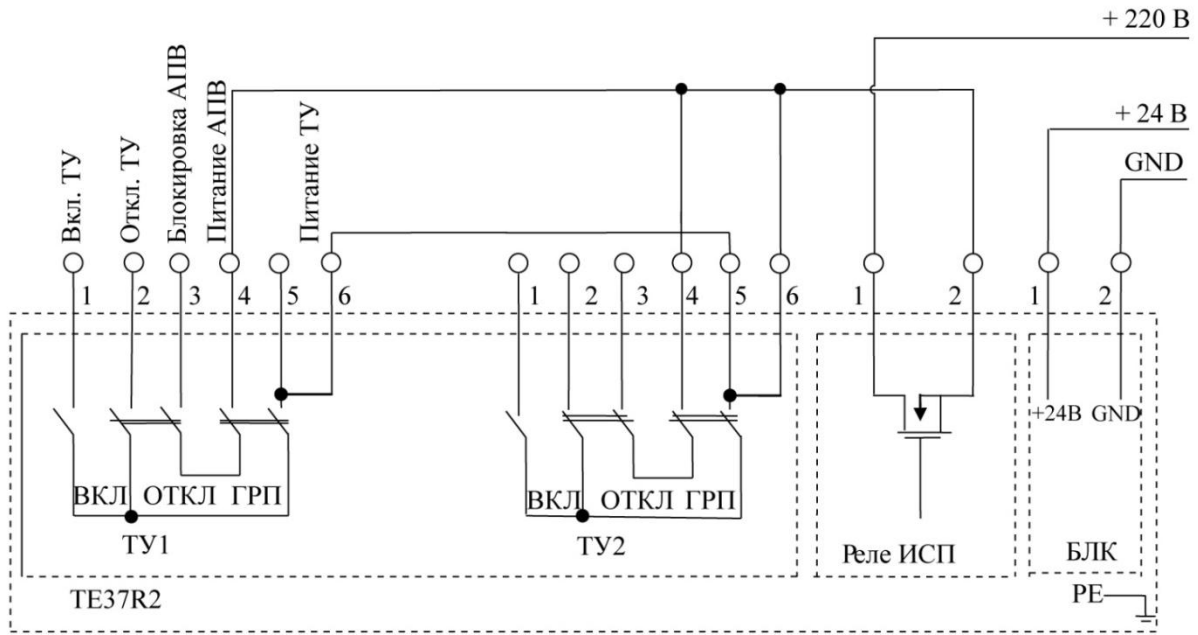 + 220 В
+ 24 В
GND
Вкл. ТУ
Откл. ТУ
Блокировка АПВ
Питание АПВ
Питание ТУ
1 2 3 4 5 6 1 2 3 4 5 6 1 2 1 2
+24В GND
ВКЛ ОТКЛ ГРП ВКЛ ОТКЛ ГРП
ТУ1 ТУ2 Реле ИСП БЛК
TE37R2 PE